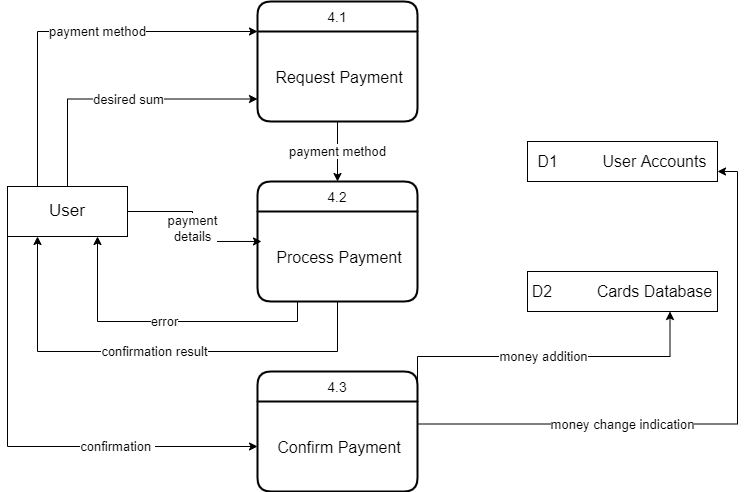 4.1
payment method
Request Payment
desired sum
payment method
D1 User Accounts
4.2
User
payment
details
Process Payment
D2 Cards Database
error
confirmation result
money addition
4.3
money change indication
confirmation
Confirm Payment